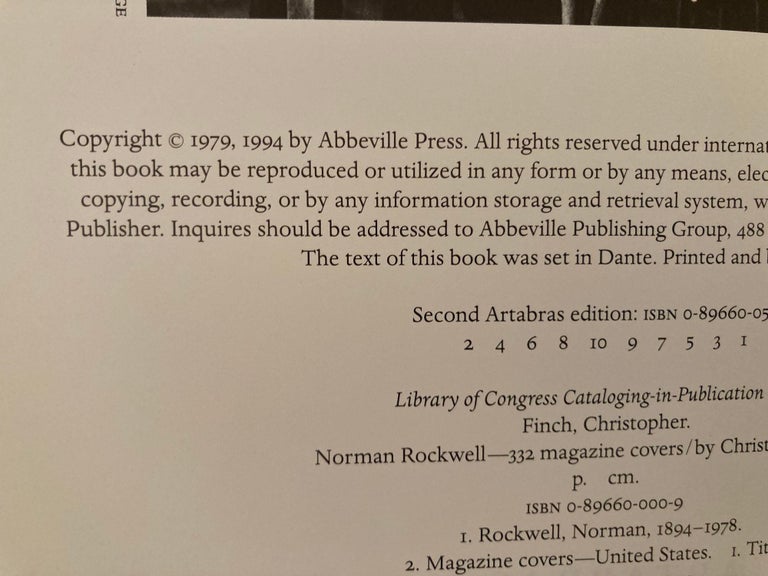 GE
Copyright © 1979, 1994 by Abbeville Press. All rights reserved under internat
this book may be reproduced or utilized in any form or by any means, elec
copying, recording, or by any information storage and retrieval system, w
Publisher. Inquires should be addressed to Abbeville Publishing Group, 488
The text of this book was set in Dante. Printed and
Second Artabras edition: ISBN 0-89660-05
2 4 6 8 10 9 7 5 3 1
Library of Congress Cataloging-in-Publication
Finch, Christopher.
Norman Rockwell—332 magazine covers/by Christ
p. cm.
ISBN 0-89660-000-9
1. Rockwell, Norman, 1894–1978.
2. Magazine covers—United States. 1. Tit